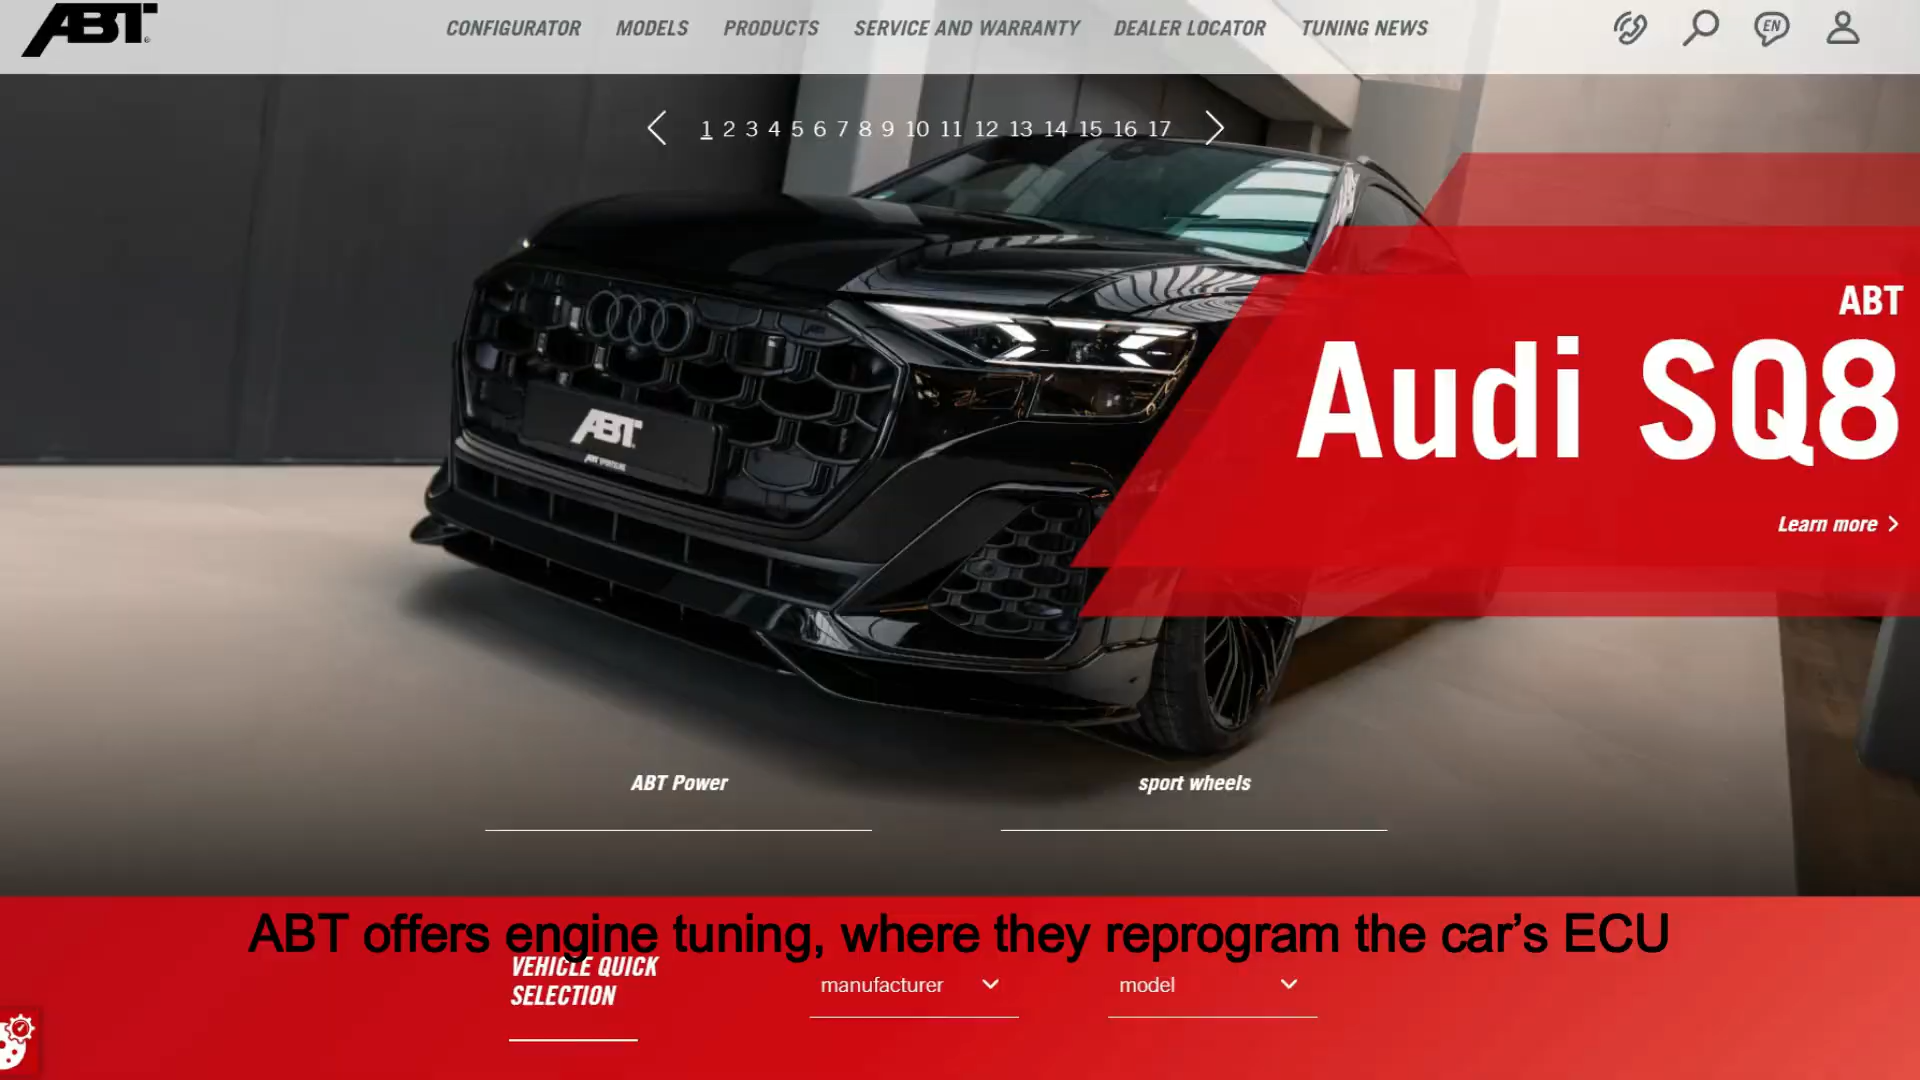 ABT
CONFIGURATOR MODELS PRODUCTS SERVICE AND WARRANTY DEALER LOCATOR TUNING NEWS
EN
1 2 3 4 5 6 7 8 9 10 11 12 13 14 15 16 17
ABT
Audi SQ8
Learn more
ABT
ABT Power
sport wheels
ABT offers engine tuning, where they reprogram the car’s ECU
VEHICLE QUICK
SELECTION
manufacturer
model